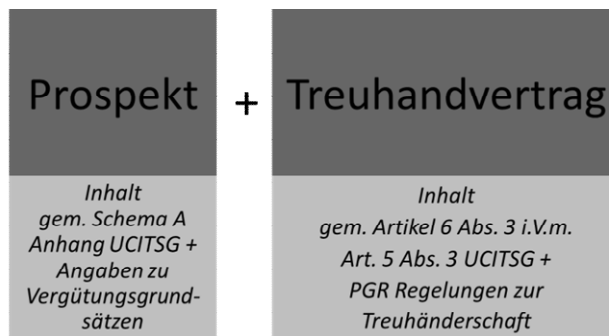 Prospekt + Treuhandvertrag
Inhalt
gem. Schema A
Anhang UCITSG +
Angaben zu
Vergütungsgrund-
sätzen
Inhalt
gem. Artikel 6 Abs. 3 i.V.m.
Art. 5 Abs. 3 UCITSG +
PGR Regelungen zur
Treuhänderschaft